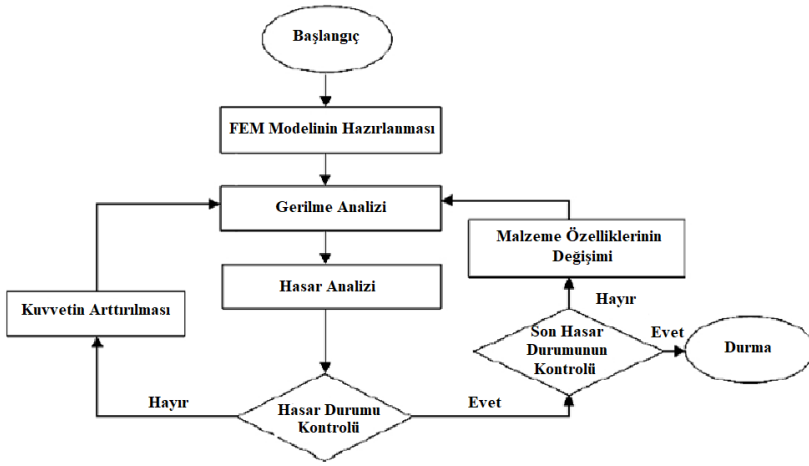 Başlangıç
FEM Modelinin Hazırlanması
Gerilme Analizi
Malzeme Özelliklerinin
Değişimi
Hasar Analizi
Kuvvetin Arttırılması
Hayır
Son Hasar
Durumunun
Kontrolü
Evet
Durma
Hayır
Hasar Durumu
Kontrolü
Evet